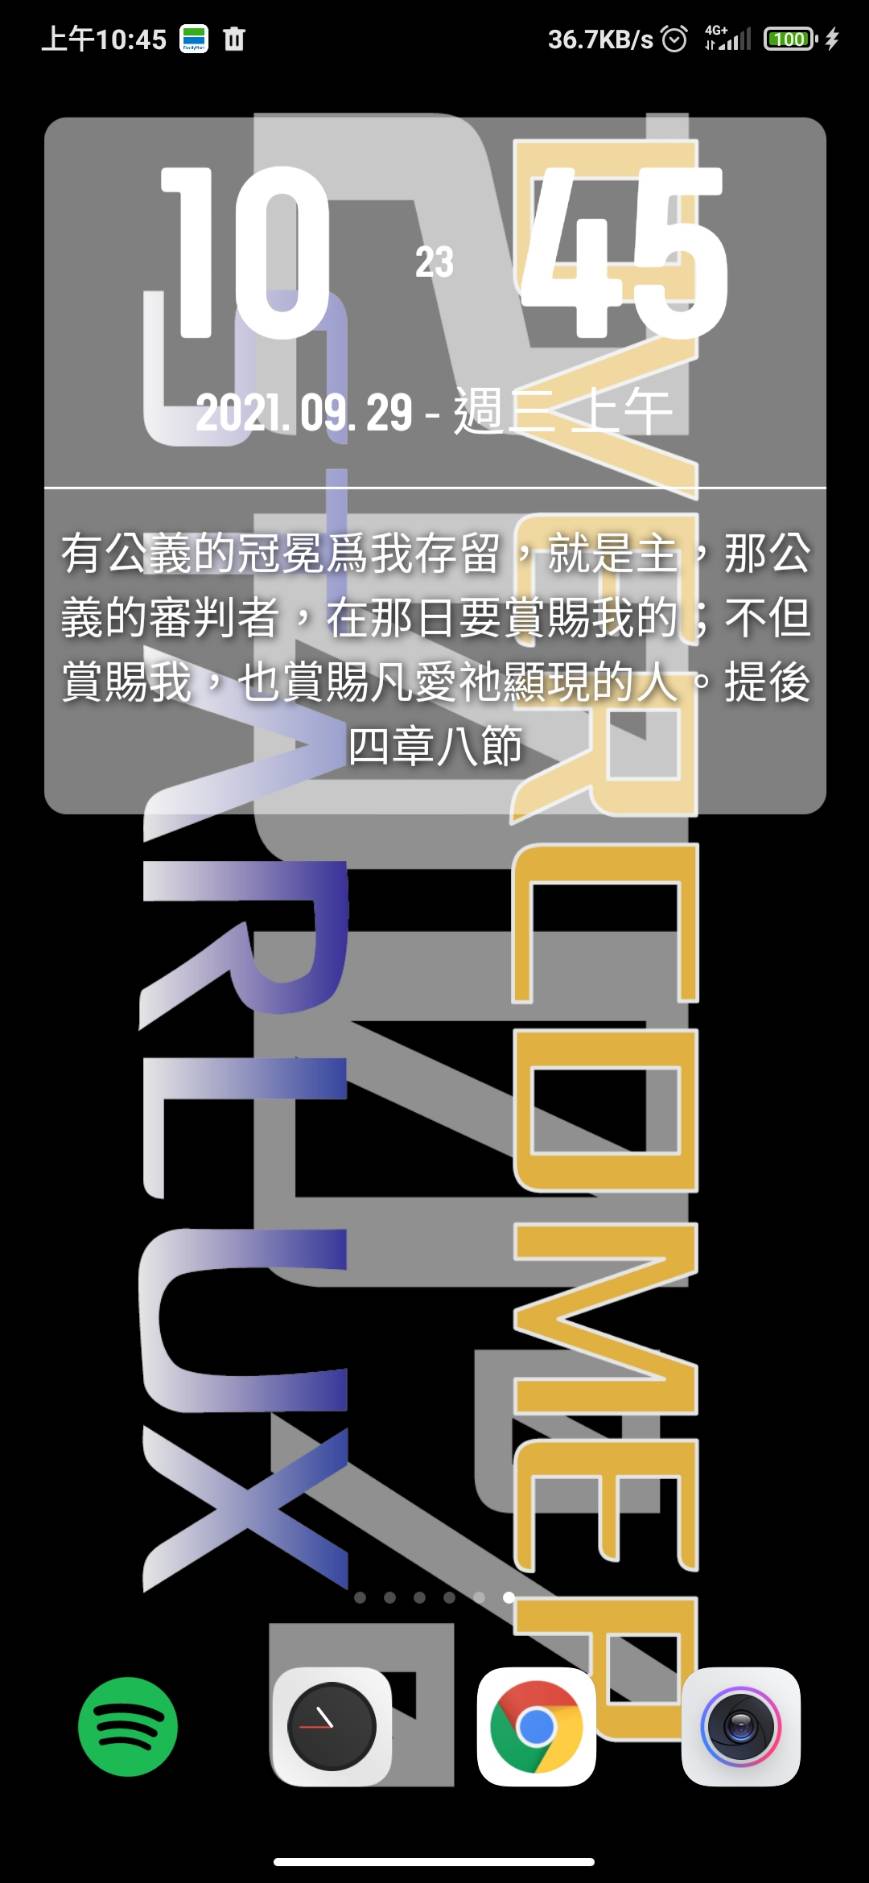 上午10:45
36.7KB/s 4G+ 100
10 23 45
2021.09.29 - 週三 上午
有公義的冠冕爲我存留，就是主，那公
義的審判者，在那日要賞賜我的；不但
賞賜我，也賞賜凡愛祂顯現的人。提後
四章八節
EVERCOMER
STARLUX